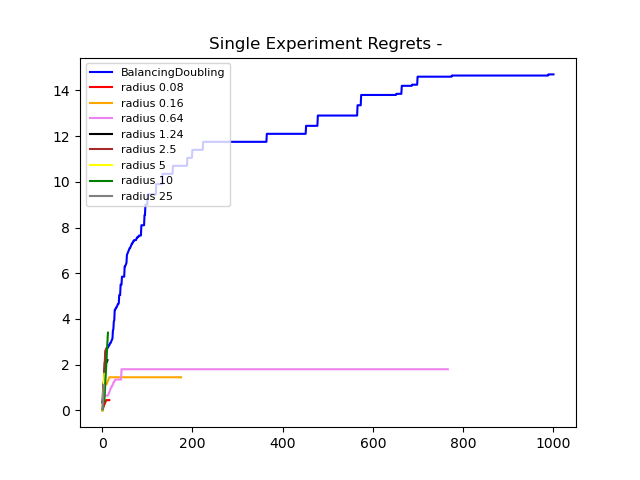 Single Experiment Regrets -
BalancingDoubling
radius 0.08
radius 0.16
radius 0.64
radius 1.24
radius 2.5
radius 5
radius 10
radius 25
14
12
10
8
6
4
2
0
0 200 400 600 800 1000